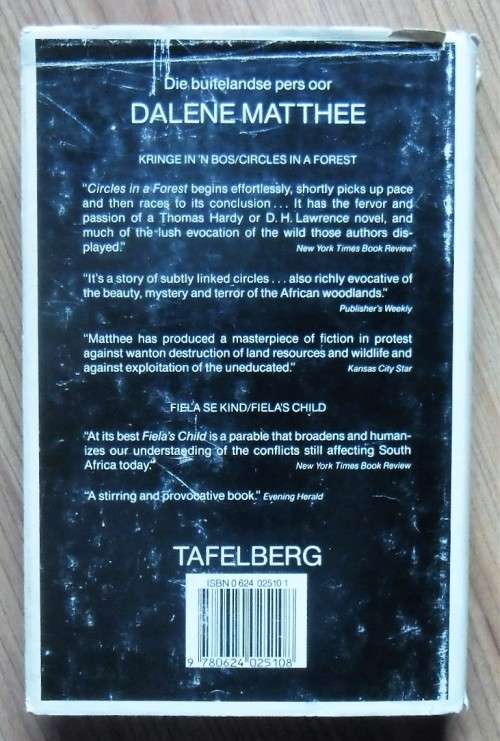 Die buitelandse pers oor
DALENE MATTHEE
KRINGE IN 'N BOS/CIRCLES IN A FOREST
"Circles in a Forest begins effortlessly, shortly picks up pace
and then races to its conclusion... It has the fervor and
passion of a Thomas Hardy or D. H. Lawrence novel, and
much of the lush evocation of the wild those authors dis-
played." New York Times Book Review
"It's a story of subtly linked circles... also richly evocative of
the beauty, mystery and terror of the African woodlands."
Publisher's Weekly
"Matthee has produced a masterpiece of fiction in protest
against wanton destruction of land resources and wildlife and
against exploitation of the uneducated." Kansas City Star
FIELA SE KIND/FIELA'S CHILD
"At its best Fiela's Child is a parable that broadens and human-
izes our understanding of the conflicts still affecting South
Africa today." New York Times Book Review
"A stirring and provocative book." Evening Herald
TAFELBERG
ISBN 0 624 02510 1
9 780624 025108